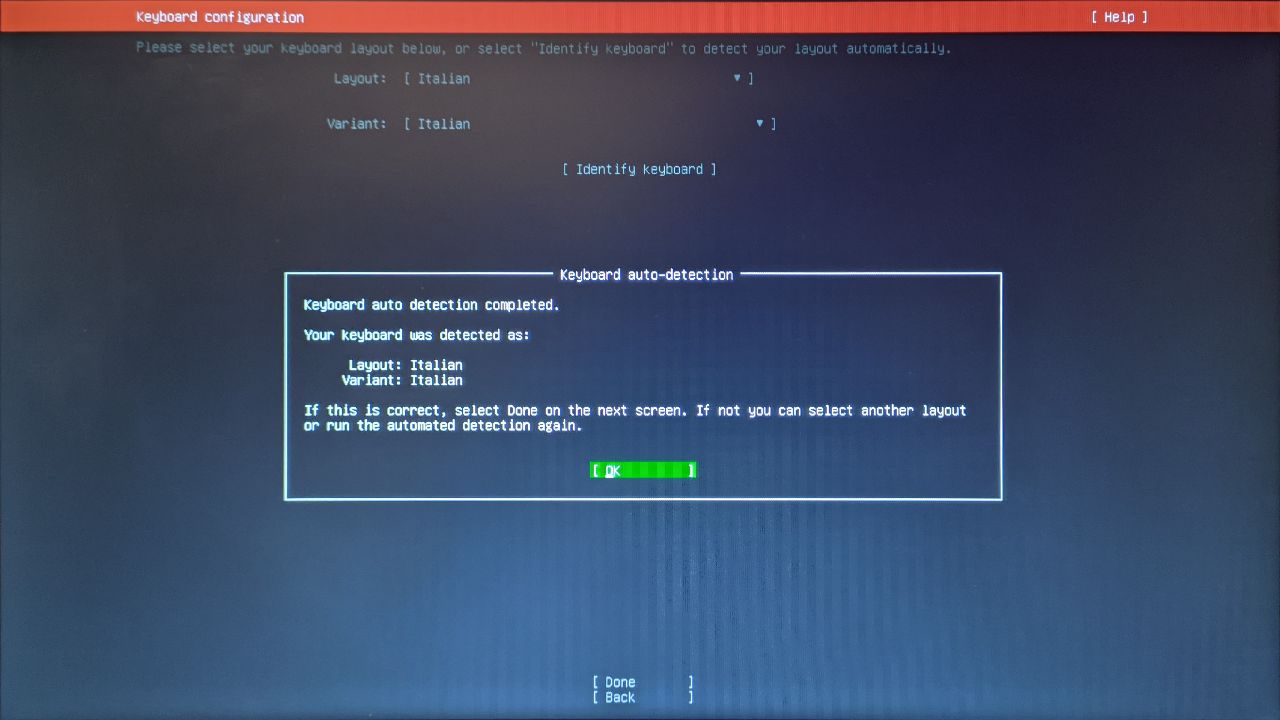 Keyboard configuration [ Help ]
Please select your keyboard layout below, or select "Identify keyboard" to detect your layout automatically.
Layout: [ Italian ▾ ]
Variant: [ Italian ▾ ]
[ Identify keyboard ]
Keyboard auto-detection
Keyboard auto detection completed.
Your keyboard was detected as:
Layout: Italian
Variant: Italian
If this is correct, select Done on the next screen. If not you can select another layout
or run the automated detection again.
[ OK ]
[ Done ]
[ Back ]